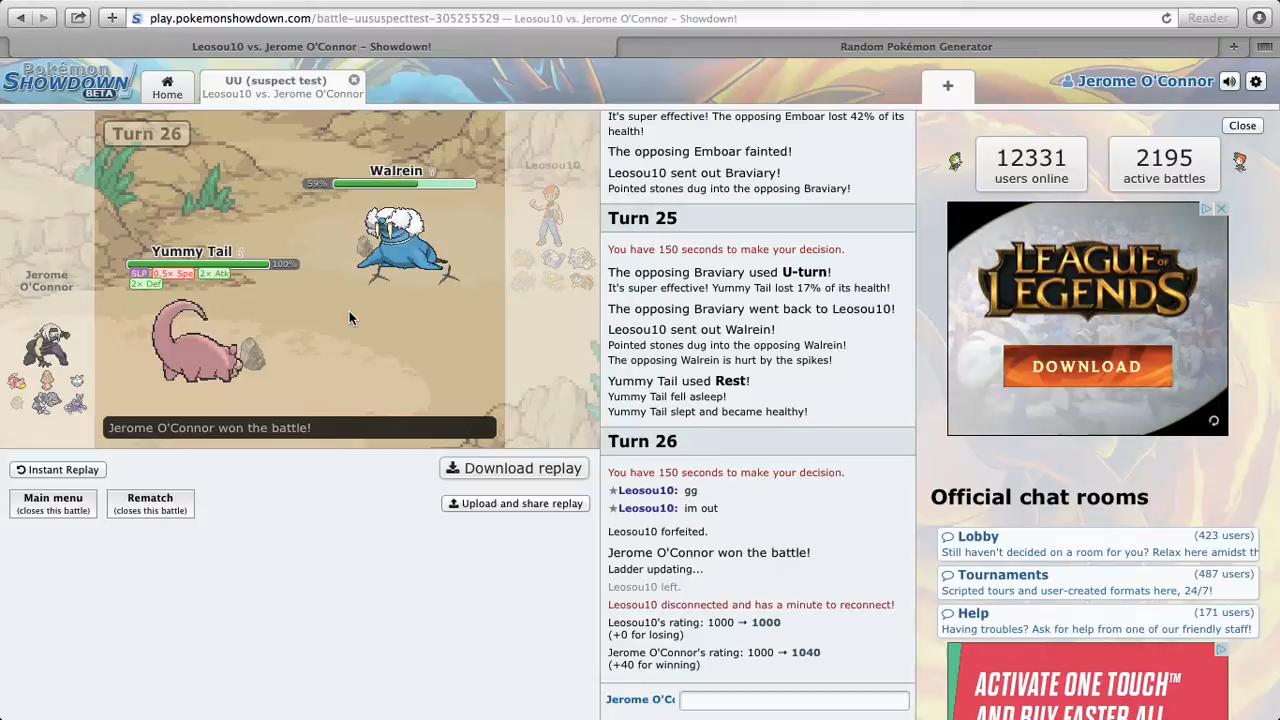 play.pokemonshowdown.com/battle-uususpecttest-305255529 — Leosou10 vs. Jerome O'Connor – Showdown!
Reader
Leosou10 vs. Jerome O'Connor – Showdown!
Random Pokémon Generator
Pokémon
SHOWDOWN
BETA
Home
UU (suspect test)
Leosou10 vs. Jerome O'Connor
Jerome O'Connor
Turn 26
Walrein
59%
Leosou10
Yummy Tail
100%
SLP 0.5× Spe 2× Atk
2× Def
Jerome
O'Connor
Jerome O'Connor won the battle!
Instant Replay
Download replay
Main menu
(closes this battle)
Rematch
(closes this battle)
Upload and share replay
It's super effective! The opposing Emboar lost 42% of its
health!
The opposing Emboar fainted!
Leosou10 sent out Braviary!
Pointed stones dug into the opposing Braviary!
Turn 25
You have 150 seconds to make your decision.
The opposing Braviary used U-turn!
It's super effective! Yummy Tail lost 17% of its health!
The opposing Braviary went back to Leosou10!
Leosou10 sent out Walrein!
Pointed stones dug into the opposing Walrein!
The opposing Walrein is hurt by the spikes!
Yummy Tail used Rest!
Yummy Tail fell asleep!
Yummy Tail slept and became healthy!
Turn 26
You have 150 seconds to make your decision.
★Leosou10: gg
★Leosou10: im out
Leosou10 forfeited.
Jerome O'Connor won the battle!
Ladder updating...
Leosou10 left.
Leosou10 disconnected and has a minute to reconnect!
Leosou10's rating: 1000 → 1000
(+0 for losing)
Jerome O'Connor's rating: 1000 → 1040
(+40 for winning)
Jerome O'C
Close
12331
users online
2195
active battles
LEAGUE
OF
LEGENDS
DOWNLOAD
Official chat rooms
Lobby (423 users)
Still haven't decided on a room for you? Relax here amidst th
Tournaments (487 users)
Scripted tours and user-created formats here, 24/7!
Help (171 users)
Having troubles? Ask for help from one of our friendly staff!
ACTIVATE ONE TOUCH™
AND BUY FASTER ALL